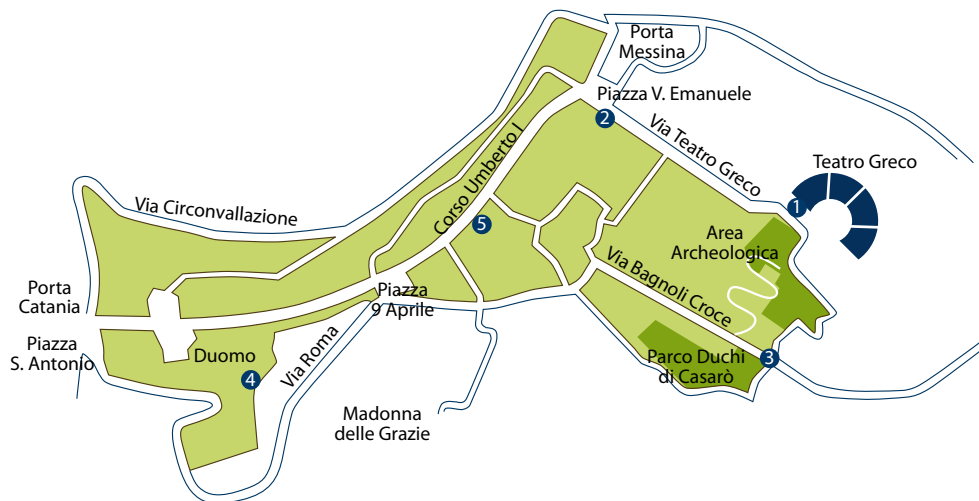 Porta
Messina
Piazza V. Emanuele
2
Via Teatro Greco
Teatro Greco
1
Corso Umberto I
Via Circonvallazione
5
Area
Archeologica
Via Bagnoli Croce
Porta
Catania
Piazza
9 Aprile
Piazza
S. Antonio
Duomo
4
Via Roma
3
Parco Duchi
di Casarò
Madonna
delle Grazie